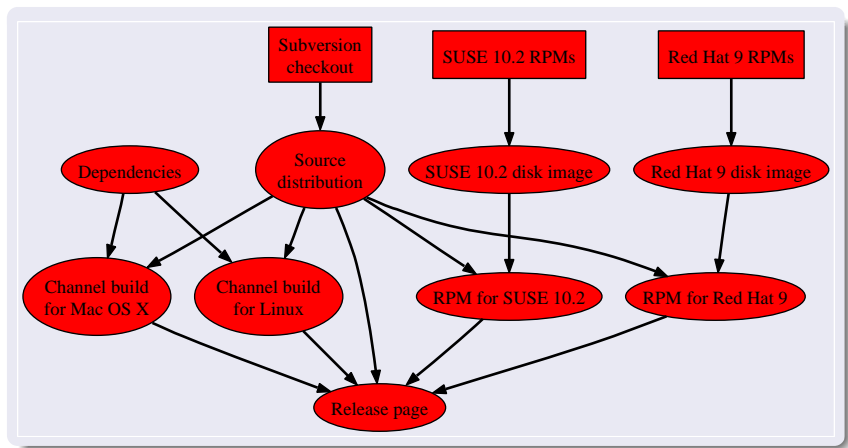 Subversion
checkout
SUSE 10.2 RPMs
Red Hat 9 RPMs
Dependencies
Source
distribution
SUSE 10.2 disk image
Red Hat 9 disk image
Channel build
for Mac OS X
Channel build
for Linux
RPM for SUSE 10.2
RPM for Red Hat 9
Release page